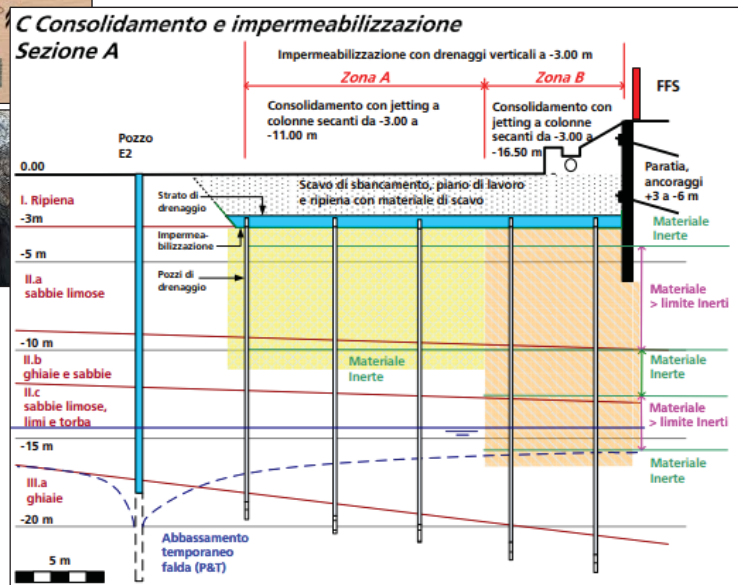 C Consolidamento e impermeabilizzazione
Sezione A
Impermeabilizzazione con drenaggi verticali a -3.00 m
Zona A
Zona B
FFS
Consolidamento con jetting a
colonne secanti da -3.00 a
-11.00 m
Consolidamento con
jetting a colonne
secanti da -3.00 a
-16.50 m
Pozzo
E2
Paratia,
ancoraggi
+3 a -6 m
0.00
I. Ripiena
Strato di
drenaggio
Scavo di sbancamento, piano di lavoro
e ripiena con materiale di scavo
-3m
Impermea-
bilizzazione
Materiale
Inerte
-5 m
Pozzi di
drenaggio
II.a
sabbie limose
Materiale
> limite Inerti
-10 m
II.b
ghiaie e sabbie
Materiale
Inerte
Materiale
Inerte
II.c
sabbie limose,
limi e torba
Materiale
> limite Inerti
-15 m
Materiale
Inerte
III.a
ghiaie
-20 m
Abbassamento
temporaneo
falda (P&T)
5 m